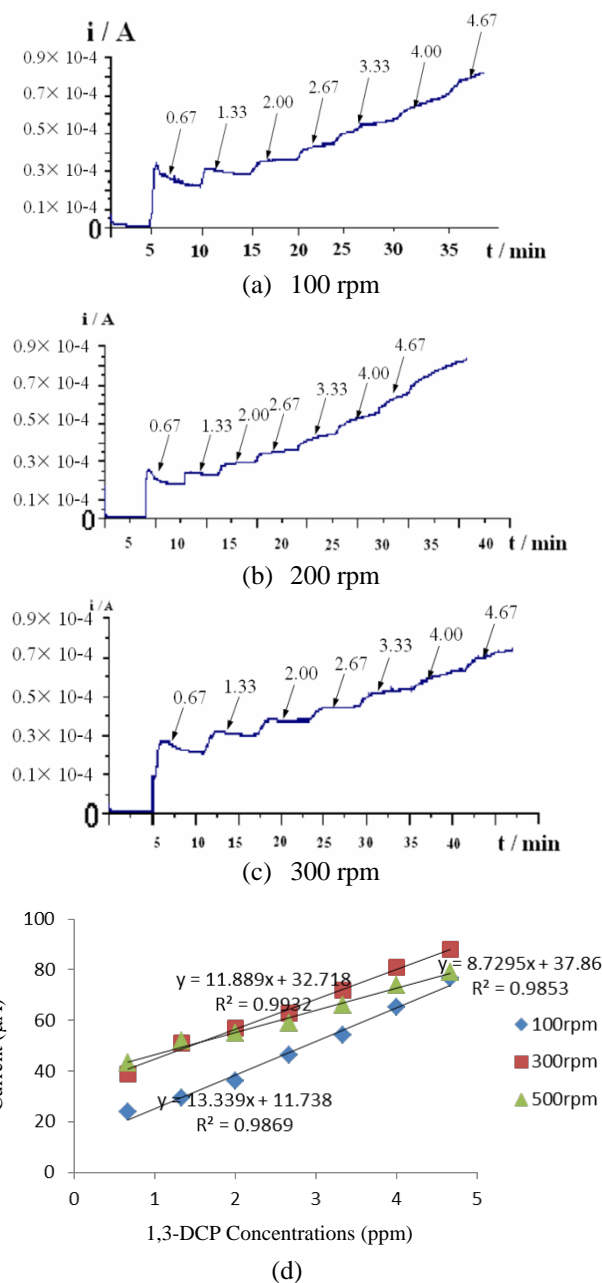 i / A
0.9× 10-4
0.7× 10-4
0.5× 10-4
0.3× 10-4
0.1× 10-4
0
0.67
1.33
2.00
2.67
3.33
4.00
4.67
5 10 15 20 25 30 35 t / min
(a) 100 rpm
i / A
0.9× 10-4
0.7× 10-4
0.5× 10-4
0.3× 10-4
0.1× 10-4
0
0.67
1.33
2.00
2.67
3.33
4.00
4.67
5 10 15 20 25 30 35 40 t / min
(b) 200 rpm
i / A
0.9× 10-4
0.7× 10-4
0.5× 10-4
0.3× 10-4
0.1× 10-4
0
0.67
1.33
2.00
2.67
3.33
4.00
4.67
5 10 15 20 25 30 35 40 t / min
(c) 300 rpm
100
80
60
40
20
0
y = 11.889x + 32.718
R² = 0.9932
y = 8.7295x + 37.86
R² = 0.9853
y = 13.339x + 11.738
R² = 0.9869
100rpm
300rpm
500rpm
0 1 2 3 4 5
1,3-DCP Concentrations (ppm)
(d)